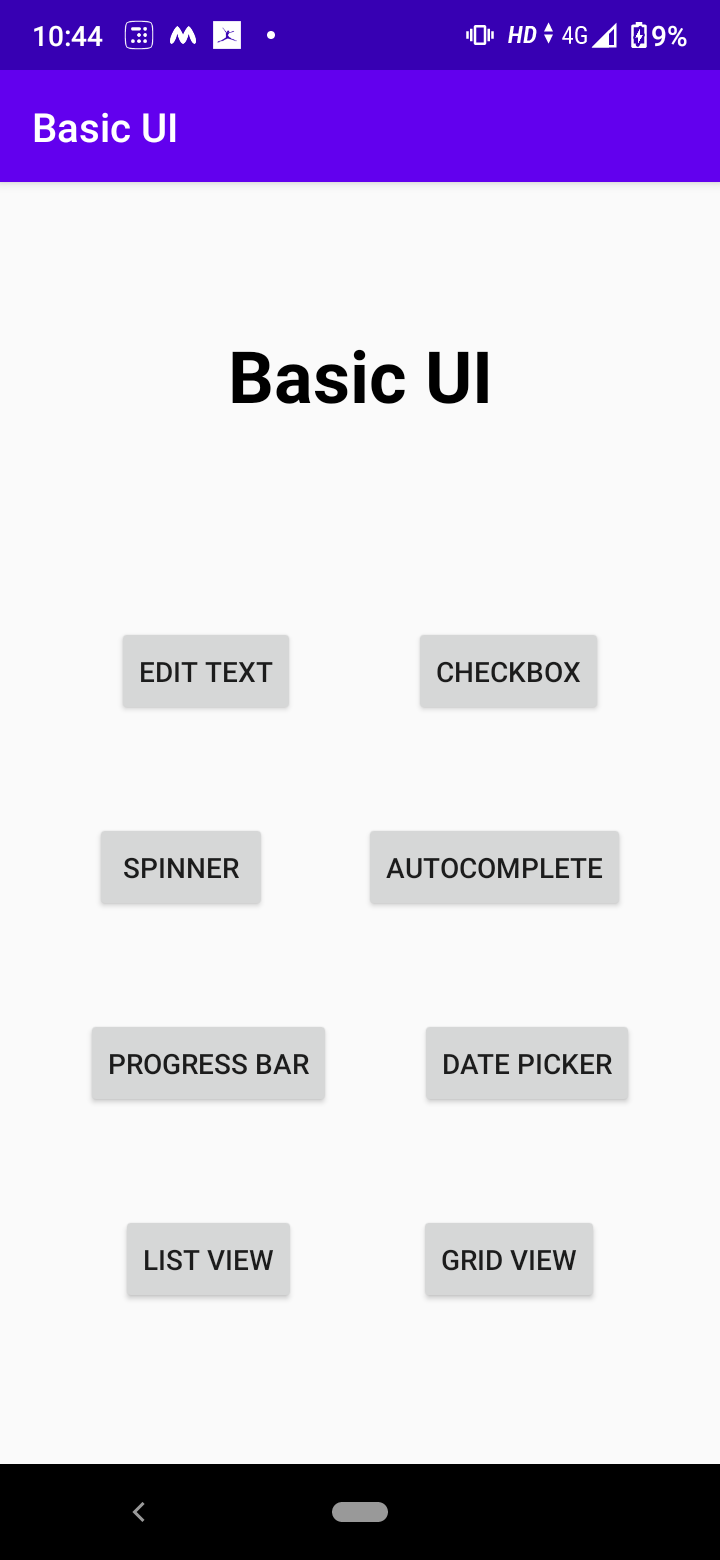 10:44 HD 4G 9%
Basic UI
Basic UI
EDIT TEXT CHECKBOX
SPINNER AUTOCOMPLETE
PROGRESS BAR DATE PICKER
LIST VIEW GRID VIEW